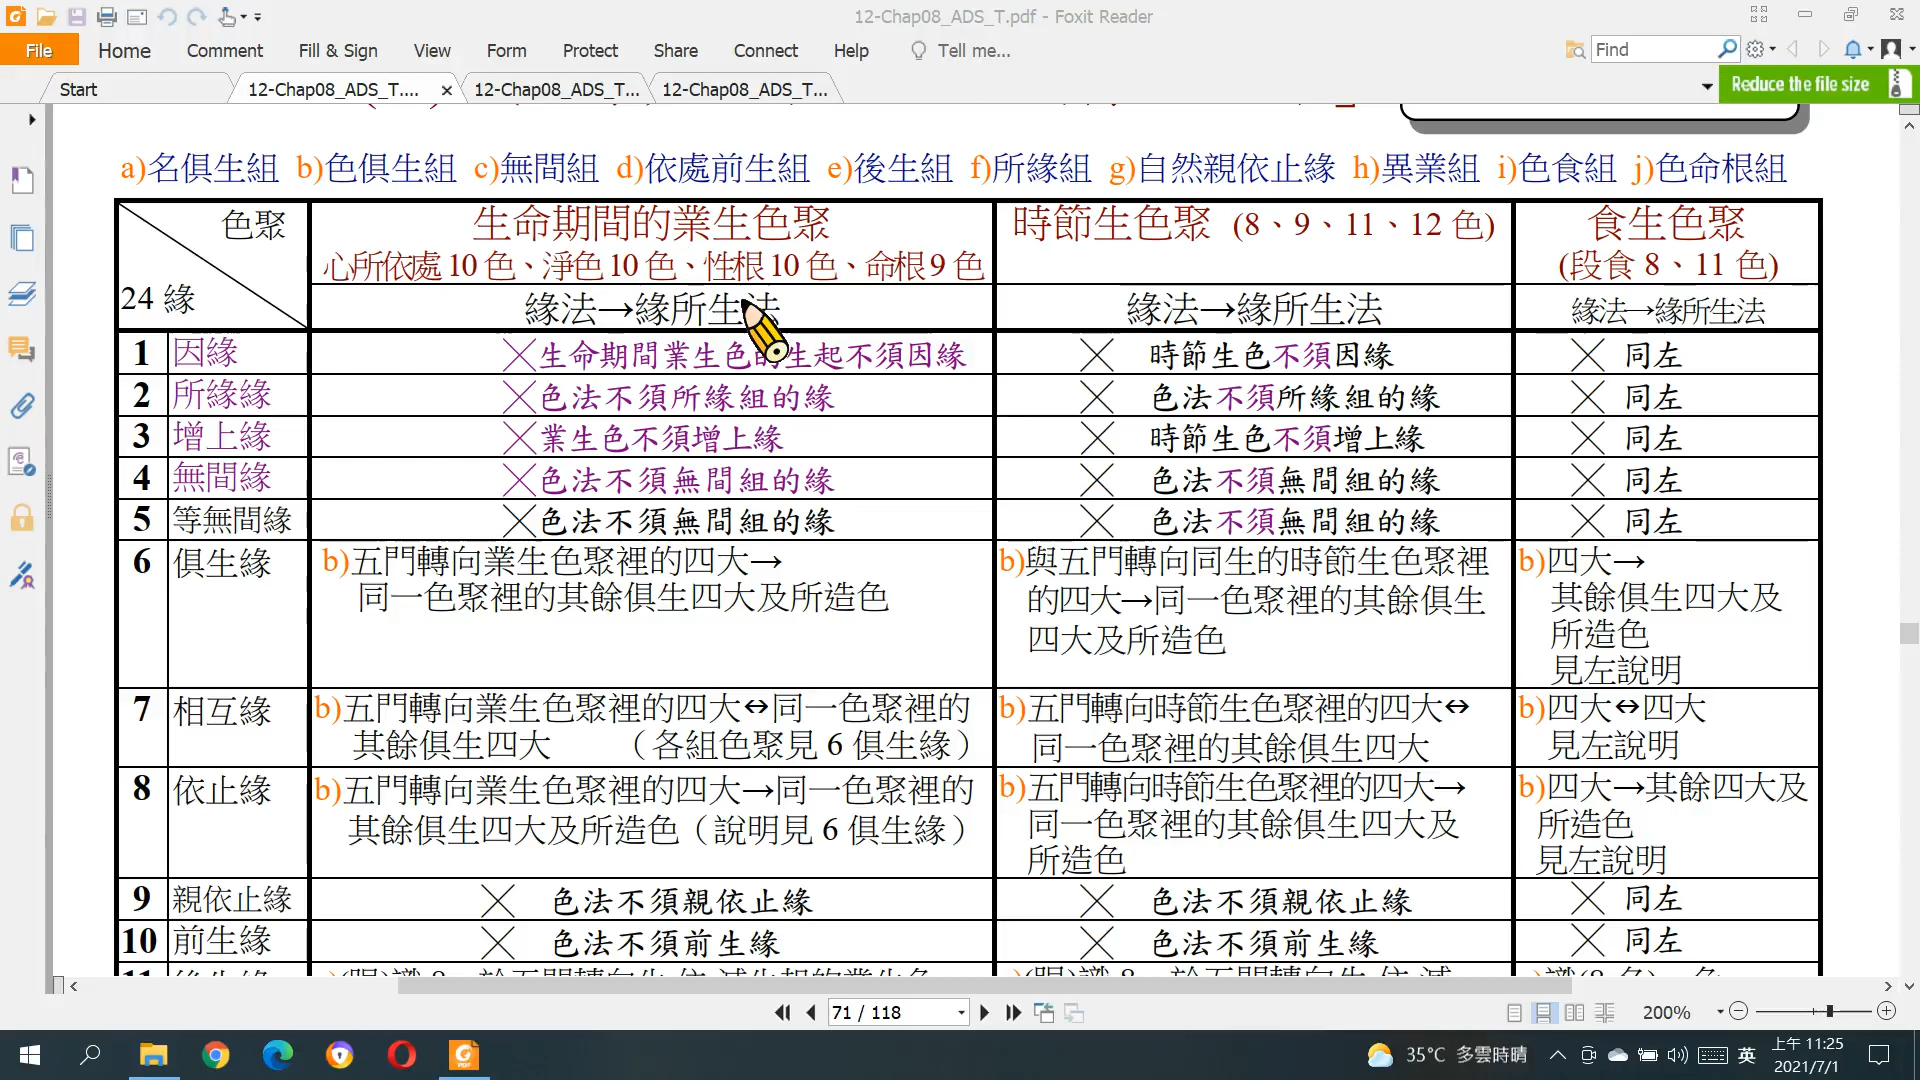 12-Chap08_ADS_T.pdf - Foxit Reader
File Home Comment Fill & Sign View Form Protect Share Connect Help Tell me... Find
Start 12-Chap08_ADS_T.... 12-Chap08_ADS_T... 12-Chap08_ADS_T... Reduce the file size
a)名俱生組 b)色俱生組 c)無間組 d)依處前生組 e)後生組 f)所緣組 g)自然親依止緣 h)異業組 i)色食組 j)色命根組
色聚
24 緣
生命期間的業生色聚
心所依處 10 色、淨色 10 色、性根 10 色、命根 9 色
時節生色聚 (8、9、11、12 色)
食生色聚
(段食 8、11 色)
緣法→緣所生法 緣法→緣所生法 緣法→緣所生法
1 因緣 ╳生命期間業生色的生起不須因緣 ╳ 時節生色不須因緣 ╳ 同左
2 所緣緣 ╳色法不須所緣組的緣 ╳ 色法不須所緣組的緣 ╳ 同左
3 增上緣 ╳業生色不須增上緣 ╳ 時節生色不須增上緣 ╳ 同左
4 無間緣 ╳色法不須無間組的緣 ╳ 色法不須無間組的緣 ╳ 同左
5 等無間緣 ╳色法不須無間組的緣 ╳ 色法不須無間組的緣 ╳ 同左
6 俱生緣
b)五門轉向業生色聚裡的四大→
同一色聚裡的其餘俱生四大及所造色
b)與五門轉向同生的時節生色聚裡
的四大→同一色聚裡的其餘俱生
四大及所造色
b)四大→
其餘俱生四大及
所造色
見左說明
7 相互緣
b)五門轉向業生色聚裡的四大↔同一色聚裡的
其餘俱生四大 （各組色聚見 6 俱生緣）
b)五門轉向時節生色聚裡的四大↔
同一色聚裡的其餘俱生四大
b)四大↔四大
見左說明
8 依止緣
b)五門轉向業生色聚裡的四大→同一色聚裡的
其餘俱生四大及所造色（說明見 6 俱生緣）
b)五門轉向時節生色聚裡的四大→
同一色聚裡的其餘俱生四大及
所造色
b)四大→其餘四大及
所造色
見左說明
9 親依止緣 ╳ 色法不須親依止緣 ╳ 色法不須親依止緣 ╳ 同左
10 前生緣 ╳ 色法不須前生緣 ╳ 色法不須前生緣 ╳ 同左
71 / 118 200%
35°C 多雲時晴 英 上午 11:25
2021/7/1